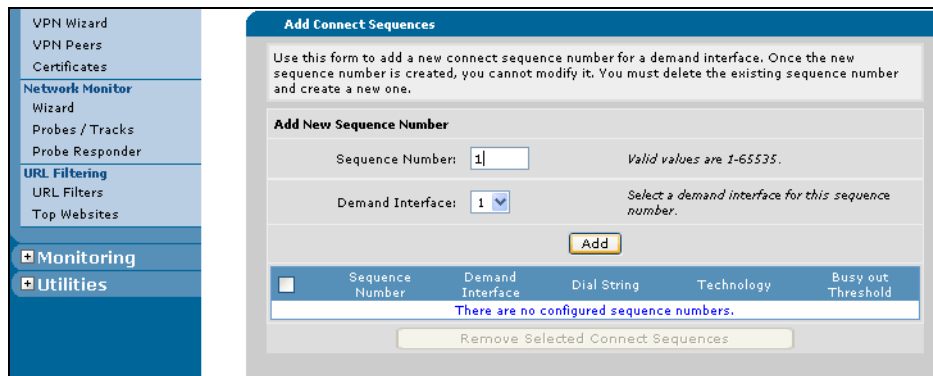 VPN Wizard
VPN Peers
Certificates
Network Monitor
Wizard
Probes / Tracks
Probe Responder
URL Filtering
URL Filters
Top Websites
Monitoring
Utilities
Add Connect Sequences
Use this form to add a new connect sequence number for a demand interface. Once the new
sequence number is created, you cannot modify it. You must delete the existing sequence number
and create a new one.
Add New Sequence Number
Sequence Number: 1 Valid values are 1-65535.
Demand Interface: 1 Select a demand interface for this sequence
number.
Add
Sequence Number Demand Interface Dial String Technology Busy out Threshold
There are no configured sequence numbers.
Remove Selected Connect Sequences